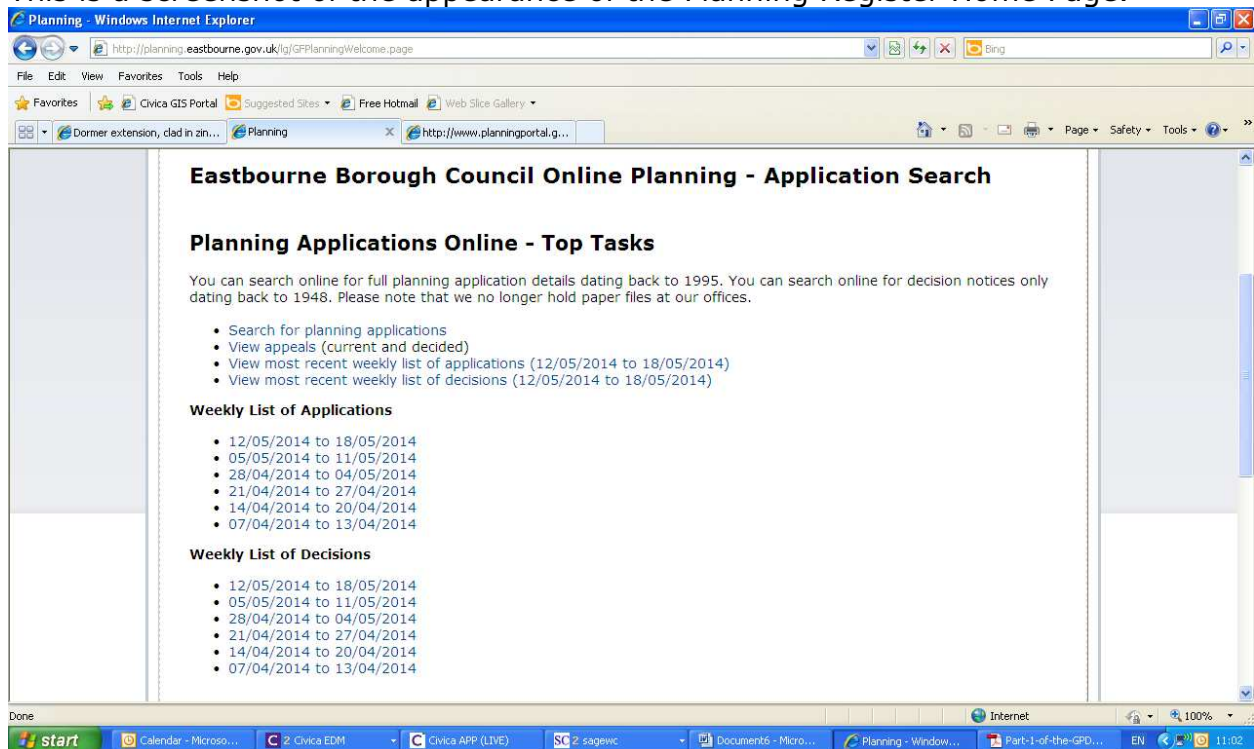 This is a screenshot of the appearance of the Planning Register Home Page.
Planning - Windows Internet Explorer
http://planning.eastbourne.gov.uk/lg/GFPlanningWelcome.page
Bing
File Edit View Favorites Tools Help
Favorites Civica GIS Portal Suggested Sites Free Hotmail Web Slice Gallery
Dormer extension, clad in zin... Planning X http://www.planningportal.g... Page Safety Tools »
Eastbourne Borough Council Online Planning - Application Search
Planning Applications Online - Top Tasks
You can search online for full planning application details dating back to 1995. You can search online for decision notices only
dating back to 1948. Please note that we no longer hold paper files at our offices.
• Search for planning applications
• View appeals (current and decided)
• View most recent weekly list of applications (12/05/2014 to 18/05/2014)
• View most recent weekly list of decisions (12/05/2014 to 18/05/2014)
Weekly List of Applications
• 12/05/2014 to 18/05/2014
• 05/05/2014 to 11/05/2014
• 28/04/2014 to 04/05/2014
• 21/04/2014 to 27/04/2014
• 14/04/2014 to 20/04/2014
• 07/04/2014 to 13/04/2014
Weekly List of Decisions
• 12/05/2014 to 18/05/2014
• 05/05/2014 to 11/05/2014
• 28/04/2014 to 04/05/2014
• 21/04/2014 to 27/04/2014
• 14/04/2014 to 20/04/2014
• 07/04/2014 to 13/04/2014
Done Internet 100%
start Calendar - Microso... 2 Civica EDM Civica APP (LIVE) SC 2 sagewc Document6 - Micro... Planning - Window... Part-1-of-the-GPD... EN 11:02